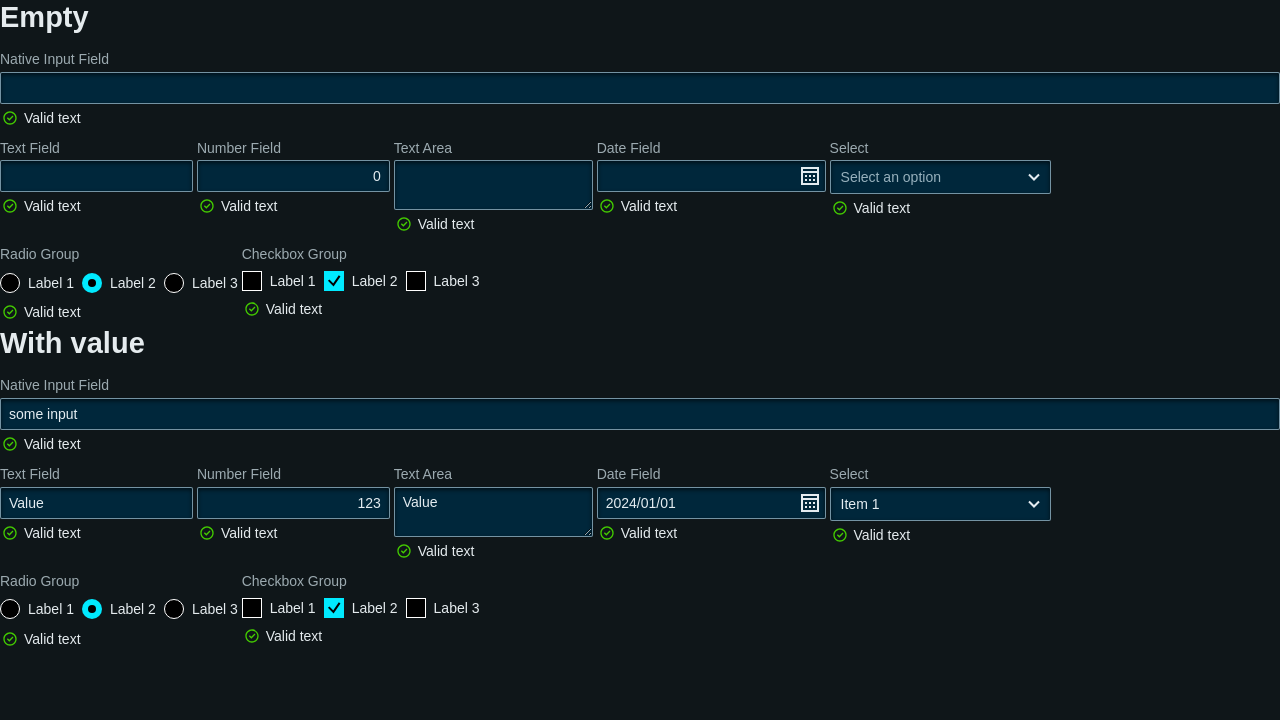 Empty
Native Input Field
Valid text
Text Field Number Field Text Area Date Field Select
0 Select an option
Valid text Valid text Valid text Valid text Valid text
Radio Group Checkbox Group
Label 1 Label 2 Label 3 Label 1 Label 2 Label 3
Valid text Valid text
With value
Native Input Field
some input
Valid text
Text Field Number Field Text Area Date Field Select
Value 123 Value 2024/01/01 Item 1
Valid text Valid text Valid text Valid text Valid text
Radio Group Checkbox Group
Label 1 Label 2 Label 3 Label 1 Label 2 Label 3
Valid text Valid text